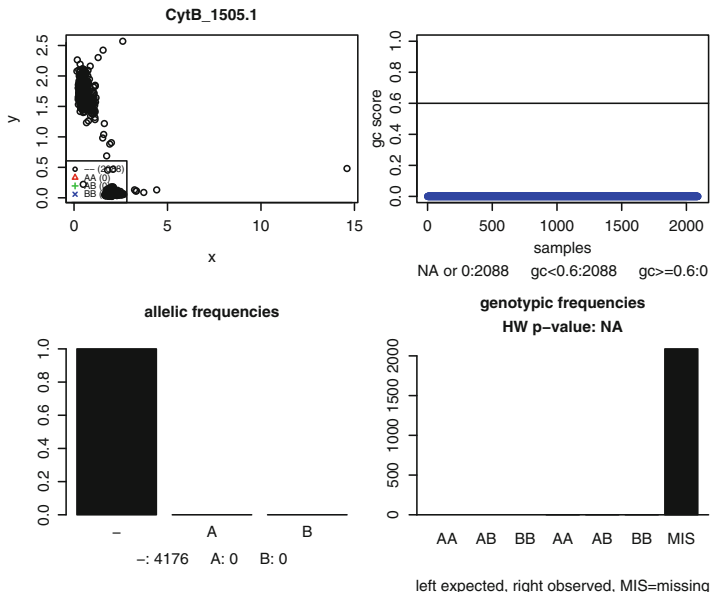 CytB_1505.1
y
2.5
2.0
1.5
1.0
0.5
0.0
AA (0)
0 5 10 15
x
gc score
1.0
0.8
0.6
0.4
0.2
0.0
0 500 1000 1500 2000
samples
NA or 0:2088 gc<0.6:2088 gc>=0.6:0
allelic frequencies
1.0
0.8
0.6
0.4
0.2
0.0
– A B
–: 4176 A: 0 B: 0
genotypic frequencies
HW p–value: NA
2000
1500
1000
500
0
AA AB BB AA AB BB MIS
left expected, right observed, MIS=missing